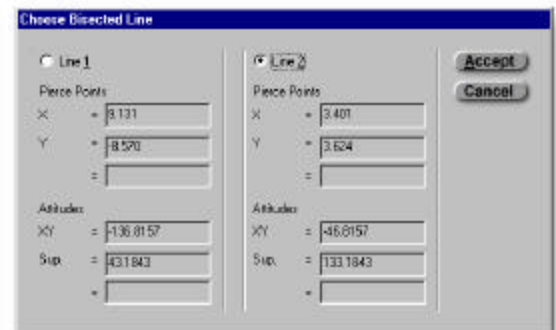 Choose Bisected Line
Line 1
Pierce Points
X = 9.131
Y = -8.570
=
Attitudes
XY = -136.8157
Sup. = 43.1843
=
Line 2
Pierce Points
X = 3.401
Y = 3.624
=
Attitudes
XY = -46.8157
Sup. = 133.1843
=
Accept
Cancel